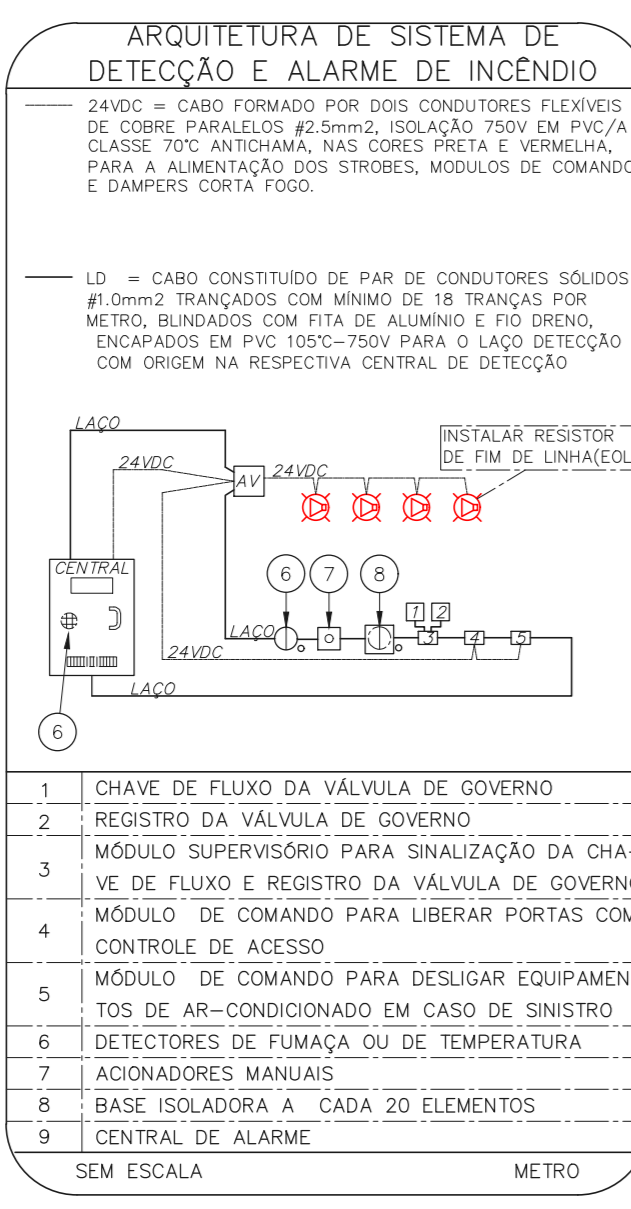 ARQUITETURA DE SISTEMA DE
DETECÇÃO E ALARME DE INCÊNDIO
24VDC = CABO FORMADO POR DOIS CONDUTORES FLEXÍVEIS
DE COBRE PARALELOS #2.5mm2, ISOLAÇÃO 750V EM PVC/A
CLASSE 70°C ANTICHAMA, NAS CORES PRETA E VERMELHA,
PARA A ALIMENTAÇÃO DOS STROBES, MODULOS DE COMANDO
E DAMPERS CORTA FOGO.
LD = CABO CONSTITUÍDO DE PAR DE CONDUTORES SÓLIDOS
#1.0mm2 TRANÇADOS COM MÍNIMO DE 18 TRANÇAS POR
METRO, BLINDADOS COM FITA DE ALUMÍNIO E FIO DRENO,
ENCAPADOS EM PVC 105°C-750V PARA O LAÇO DETECÇÃO
COM ORIGEM NA RESPECTIVA CENTRAL DE DETECÇÃO
LAÇO
INSTALAR RESISTOR
DE FIM DE LINHA(EOL
24VDC
AV
24VDC
CENTRAL
6
7
8
1 2
LAÇO
3
4
5
24VDC
LAÇO
6
1 CHAVE DE FLUXO DA VÁLVULA DE GOVERNO
2 REGISTRO DA VÁLVULA DE GOVERNO
3 MÓDULO SUPERVISÓRIO PARA SINALIZAÇÃO DA CHA-
VE DE FLUXO E REGISTRO DA VÁLVULA DE GOVERNO
4 MÓDULO DE COMANDO PARA LIBERAR PORTAS COM
CONTROLE DE ACESSO
5 MÓDULO DE COMANDO PARA DESLIGAR EQUIPAMEN
TOS DE AR-CONDICIONADO EM CASO DE SINISTRO
6 DETECTORES DE FUMAÇA OU DE TEMPERATURA
7 ACIONADORES MANUAIS
8 BASE ISOLADORA A CADA 20 ELEMENTOS
9 CENTRAL DE ALARME
SEM ESCALA METRO